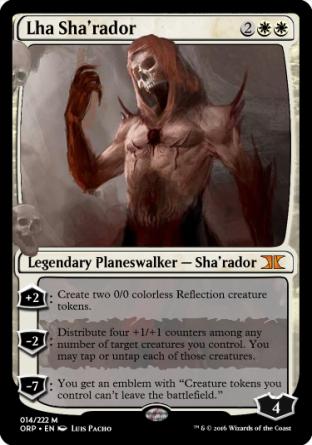 Lha Sha'rador 2
Legendary Planeswalker — Sha'rador
+2: Create two 0/0 colorless Reflection creature
tokens.
-2: Distribute four +1/+1 counters among any
number of target creatures you control. You
may tap or untap each of those creatures.
-7: You get an emblem with "Creature tokens you
control can't leave the battlefield."
4
014/222 M
ORP • EN Luis Pacho
™ & © 2016 Wizards of the Coast